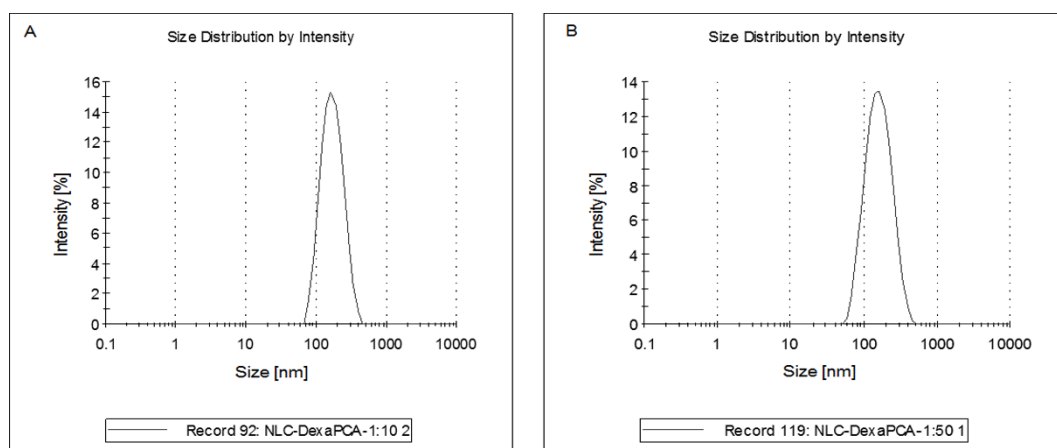 A
Size Distribution by Intensity
16
14
12
10
8
6
4
2
0
Intensity [%]
0.1 1 10 100 1000 10000
Size [nm]
Record 92: NLC-DexaPCA-1:10 2
B
Size Distribution by Intensity
14
12
10
8
6
4
2
0
Intensity [%]
0.1 1 10 100 1000 10000
Size [nm]
Record 119: NLC-DexaPCA-1:50 1